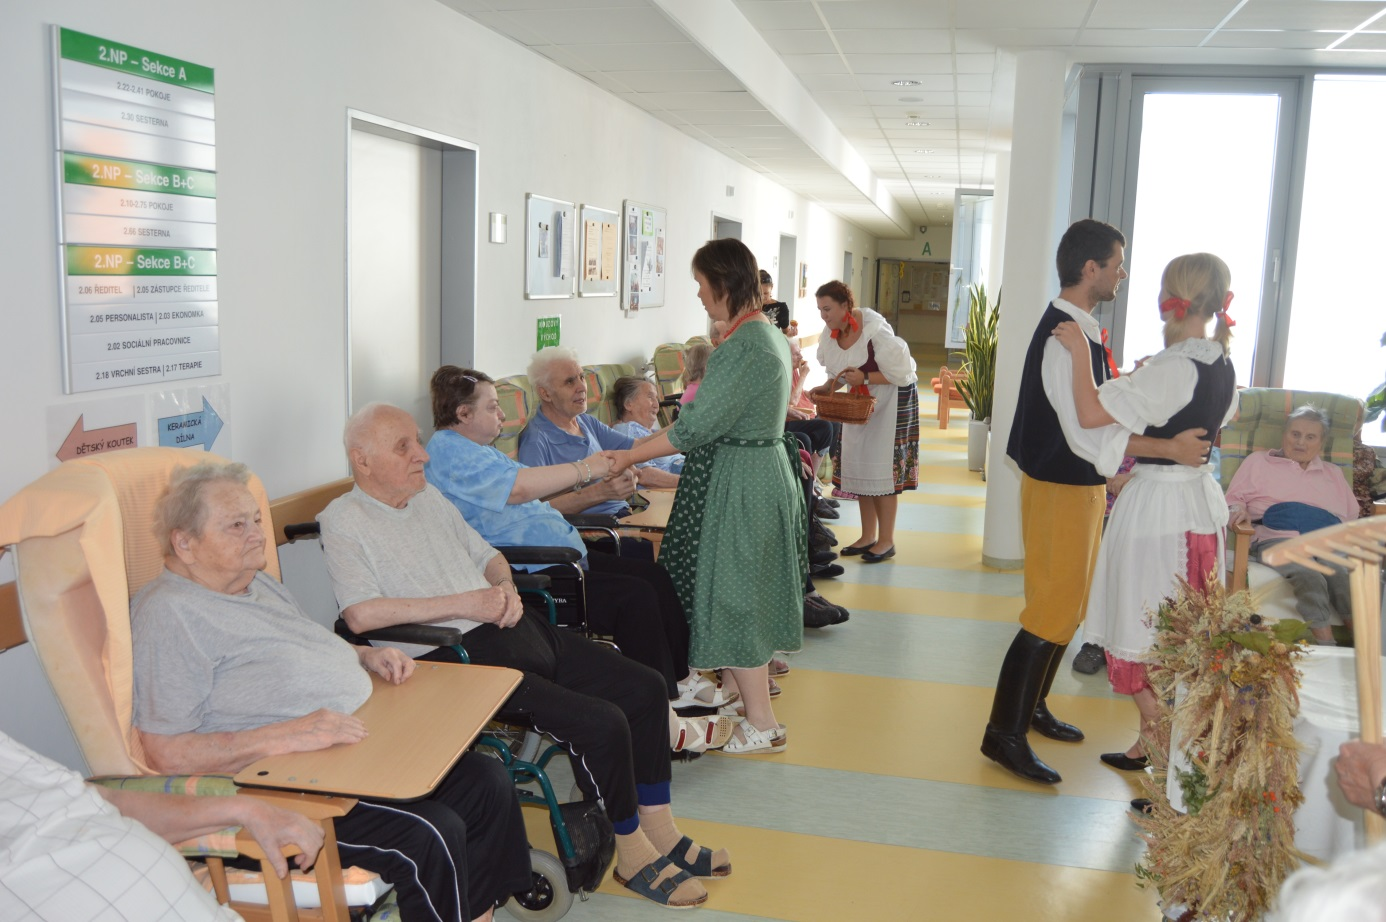 2.NP – Sekce A
2.22-2.41 POKOJE
2.30 SESTERNA
2.NP – Sekce B+C
2.10-2.75 POKOJE
2.66 SESTERNA
2.NP – Sekce B+C
2.06 ŘEDITEL | 2.05 ZÁSTUPCE ŘEDITELE
2.05 PERSONALISTA | 2.03 EKONOMKA
2.02 SOCIÁLNÍ PRACOVNICE
2.18 VRCHNÍ SESTRA | 2.17 TERAPIE
DĚTSKÝ KOUTEK
KERAMICKÁ
DÍLNA
A